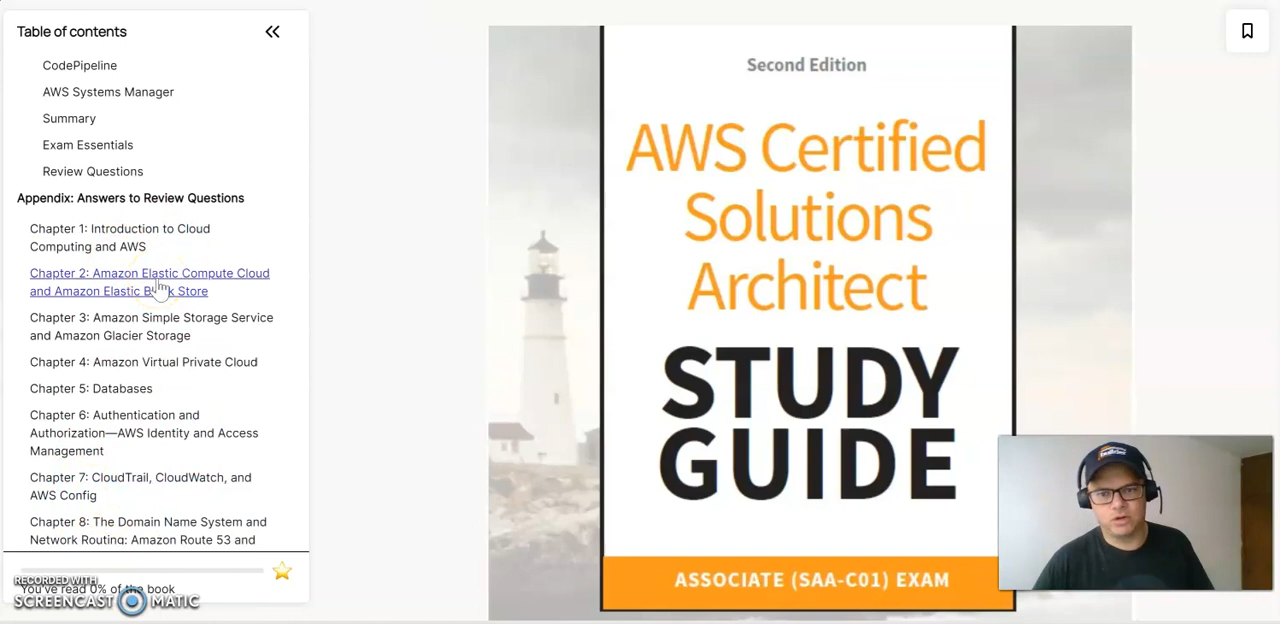 Table of contents
CodePipeline
AWS Systems Manager
Summary
Exam Essentials
Review Questions
Appendix: Answers to Review Questions
Chapter 1: Introduction to Cloud
Computing and AWS
Chapter 2: Amazon Elastic Compute Cloud
and Amazon Elastic Block Store
Chapter 3: Amazon Simple Storage Service
and Amazon Glacier Storage
Chapter 4: Amazon Virtual Private Cloud
Chapter 5: Databases
Chapter 6: Authentication and
Authorization—AWS Identity and Access
Management
Chapter 7: CloudTrail, CloudWatch, and
AWS Config
Chapter 8: The Domain Name System and
Network Routing: Amazon Route 53 and
You've read 0% of the book
RECORDED WITH
SCREENCAST MATIC
Second Edition
AWS Certified
Solutions
Architect
STUDY
GUIDE
ASSOCIATE (SAA-C01) EXAM